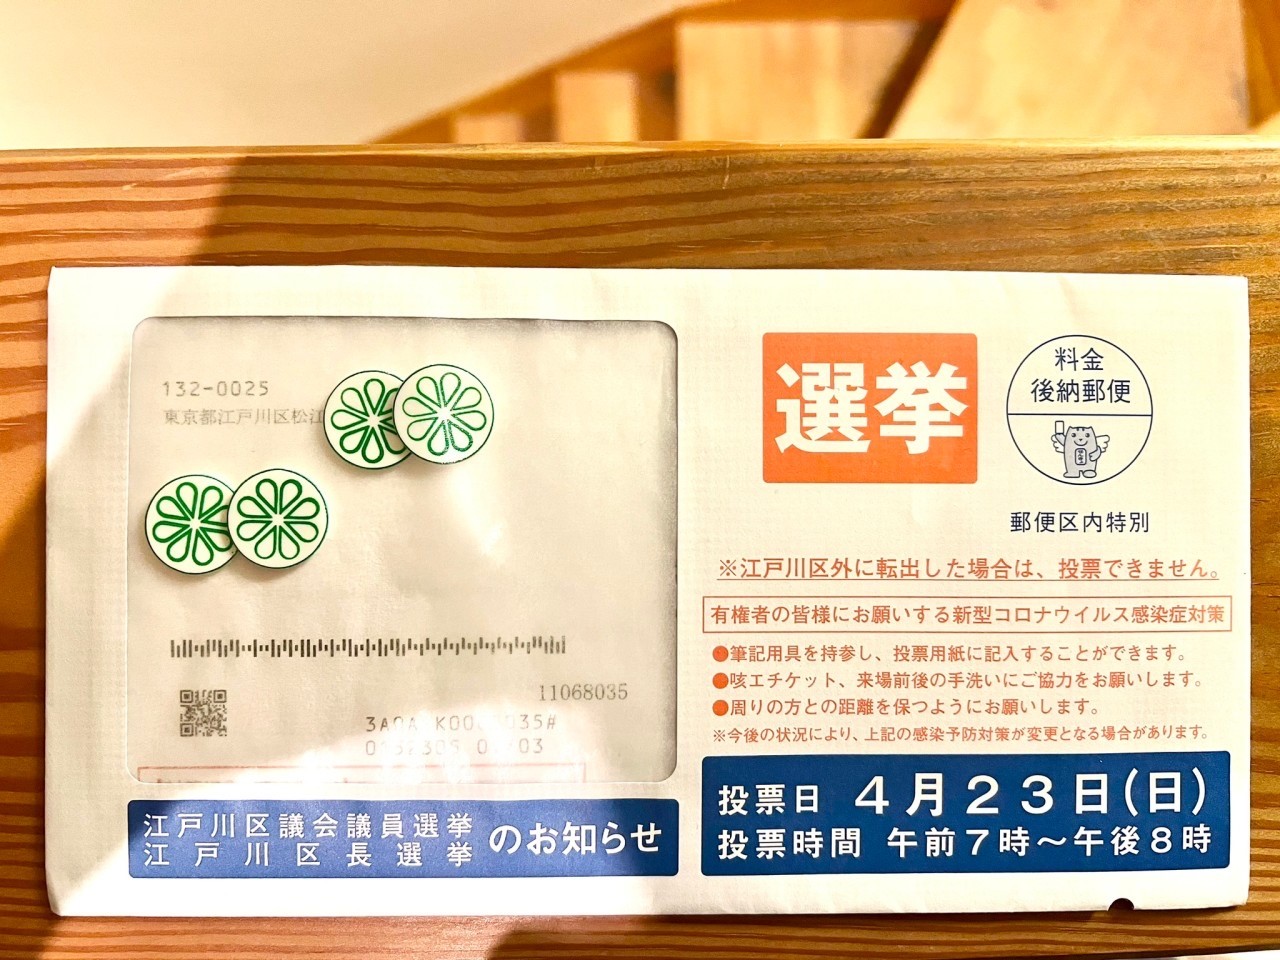 132-0025
東京都江戸川区松江
11068035
3A0A K00
035#
03
江戸川区議会議員選挙
江戸川区長選挙
のお知らせ
選挙
料金
後納郵便
郵便区内特別
※江戸川区外に転出した場合は、投票できません。
有権者の皆様にお願いする新型コロナウイルス感染症対策
●筆記用具を持参し、投票用紙に記入することができます。
●咳エチケット、来場前後の手洗いにご協力をお願いします。
●周りの方との距離を保つようにお願いします。
※今後の状況により、上記の感染予防対策が変更となる場合があります。
投票日 4月23日(日)
投票時間 午前7時～午後8時